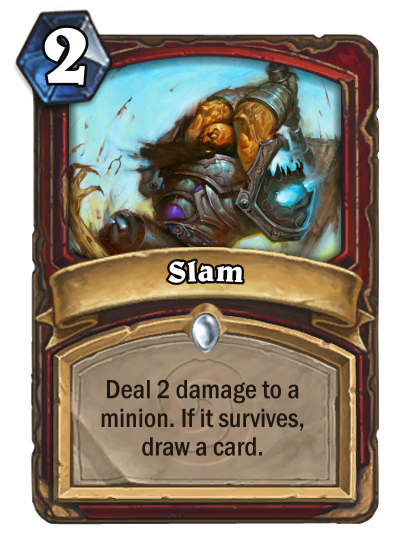 2
Slam
Deal 2 damage to a
minion. If it survives,
draw a card.